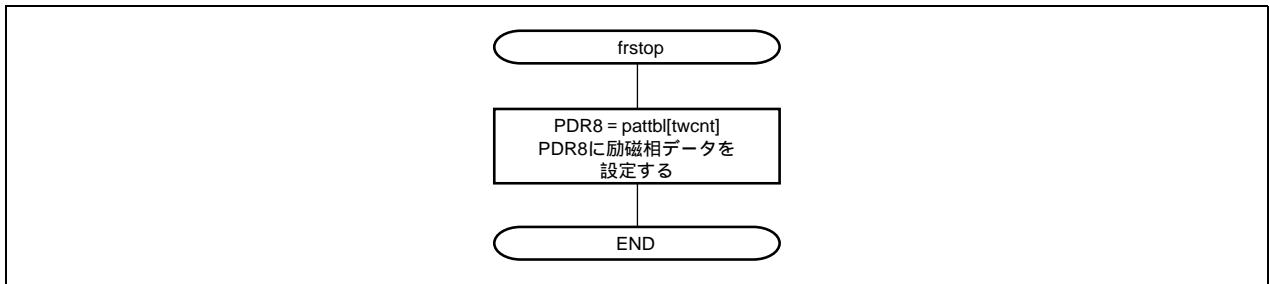 frstop
PDR8 = pattbl[twcnt]
PDR8に励磁相データを
設定する
END